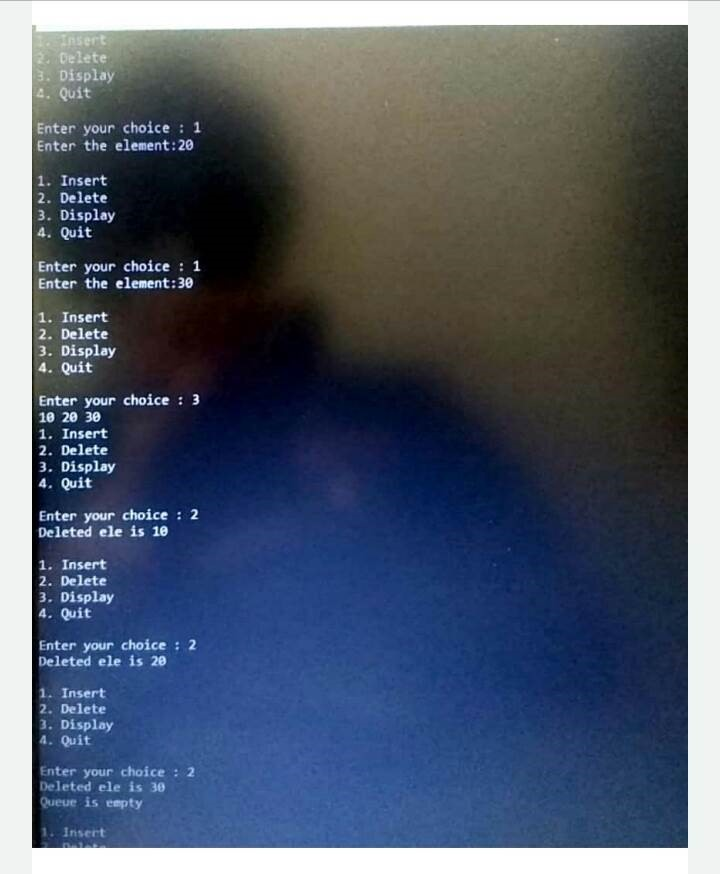 1. Insert
2. Delete
3. Display
4. Quit
Enter your choice : 1
Enter the element:20
1. Insert
2. Delete
3. Display
4. Quit
Enter your choice : 1
Enter the element:30
1. Insert
2. Delete
3. Display
4. Quit
Enter your choice : 3
10 20 30
1. Insert
2. Delete
3. Display
4. Quit
Enter your choice : 2
Deleted ele is 10
1. Insert
2. Delete
3. Display
4. Quit
Enter your choice : 2
Deleted ele is 20
1. Insert
2. Delete
3. Display
4. Quit
Enter your choice : 2
Deleted ele is 30
Queue is empty
1. Insert
2. Delete